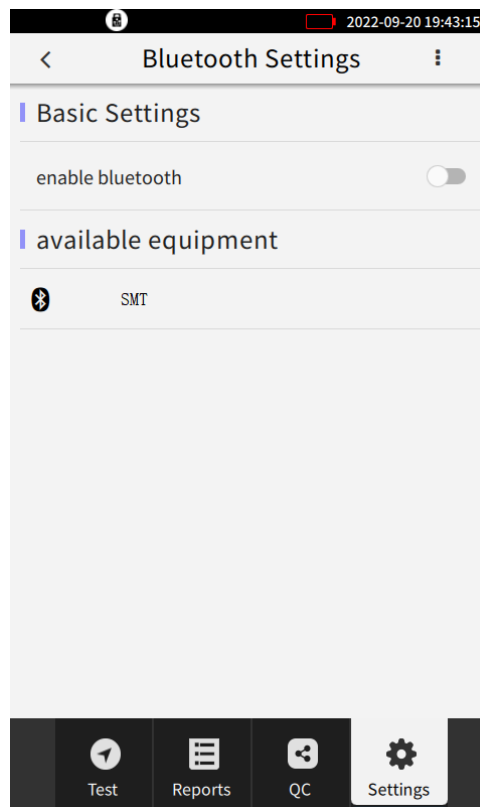 2022-09-20 19:43:15
Bluetooth Settings
Basic Settings
enable bluetooth
available equipment
SMT
Test
Reports
QC
Settings